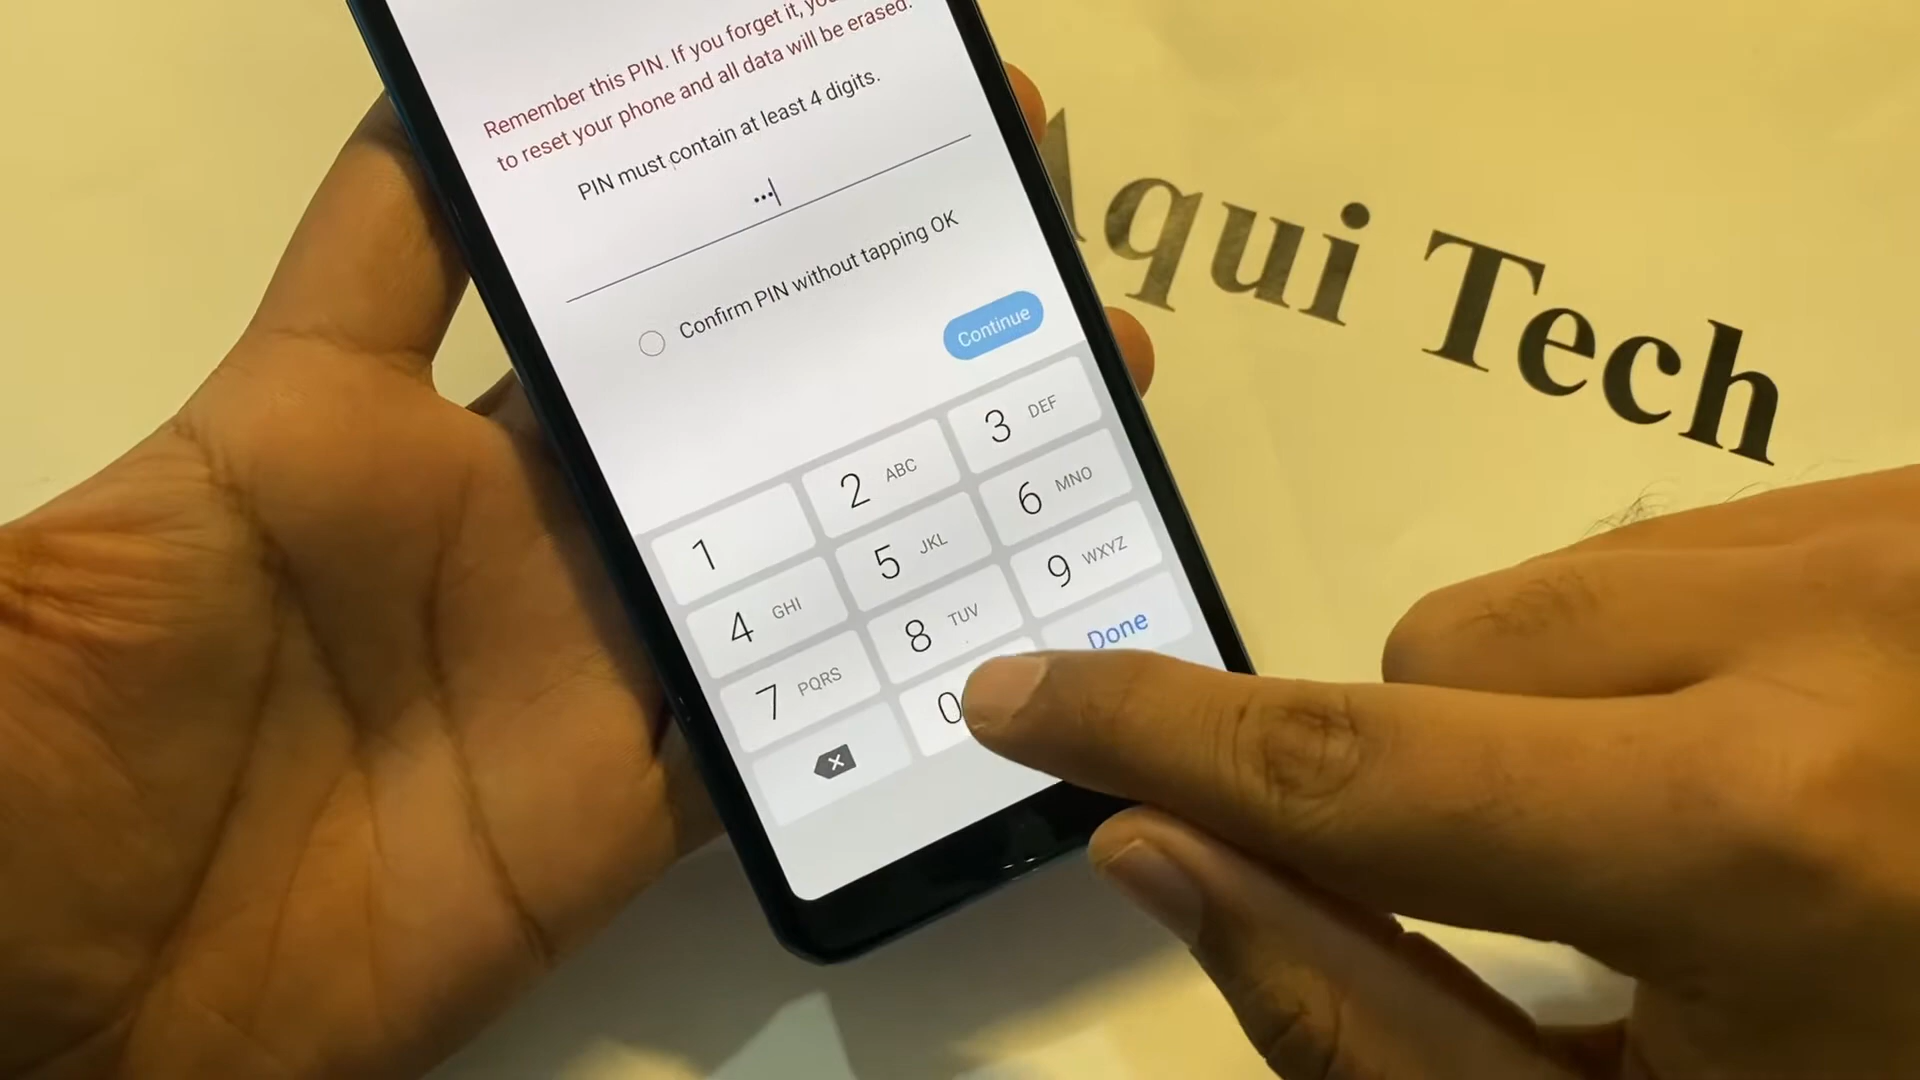 Remember this PIN. If you forget it,
to reset your phone and all data will be erased.
PIN must contain at least 4 digits.
•••
Confirm PIN without tapping OK
Continue
1
2 ABC
3 DEF
4 GHI
5 JKL
6 MNO
7 PQRS
8 TUV
9 WXYZ
0
Done
Aqui Tech